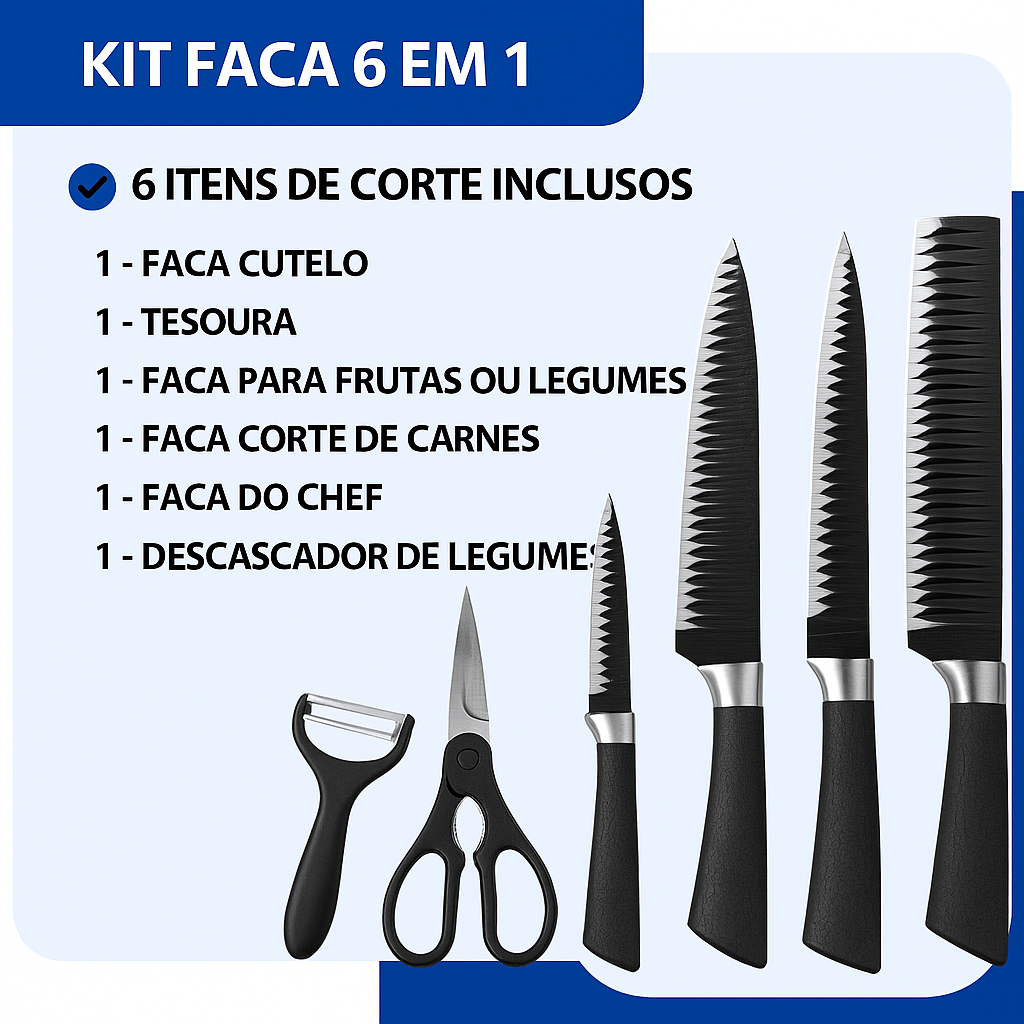 KIT FACA 6 EM 1
6 ITENS DE CORTE INCLUSOS
1 - FACA CUTELO
1 - TESOURA
1 - FACA PARA FRUTAS OU LEGUMES
1 - FACA CORTE DE CARNES
1 - FACA DO CHEF
1 - DESCASCADOR DE LEGUMES